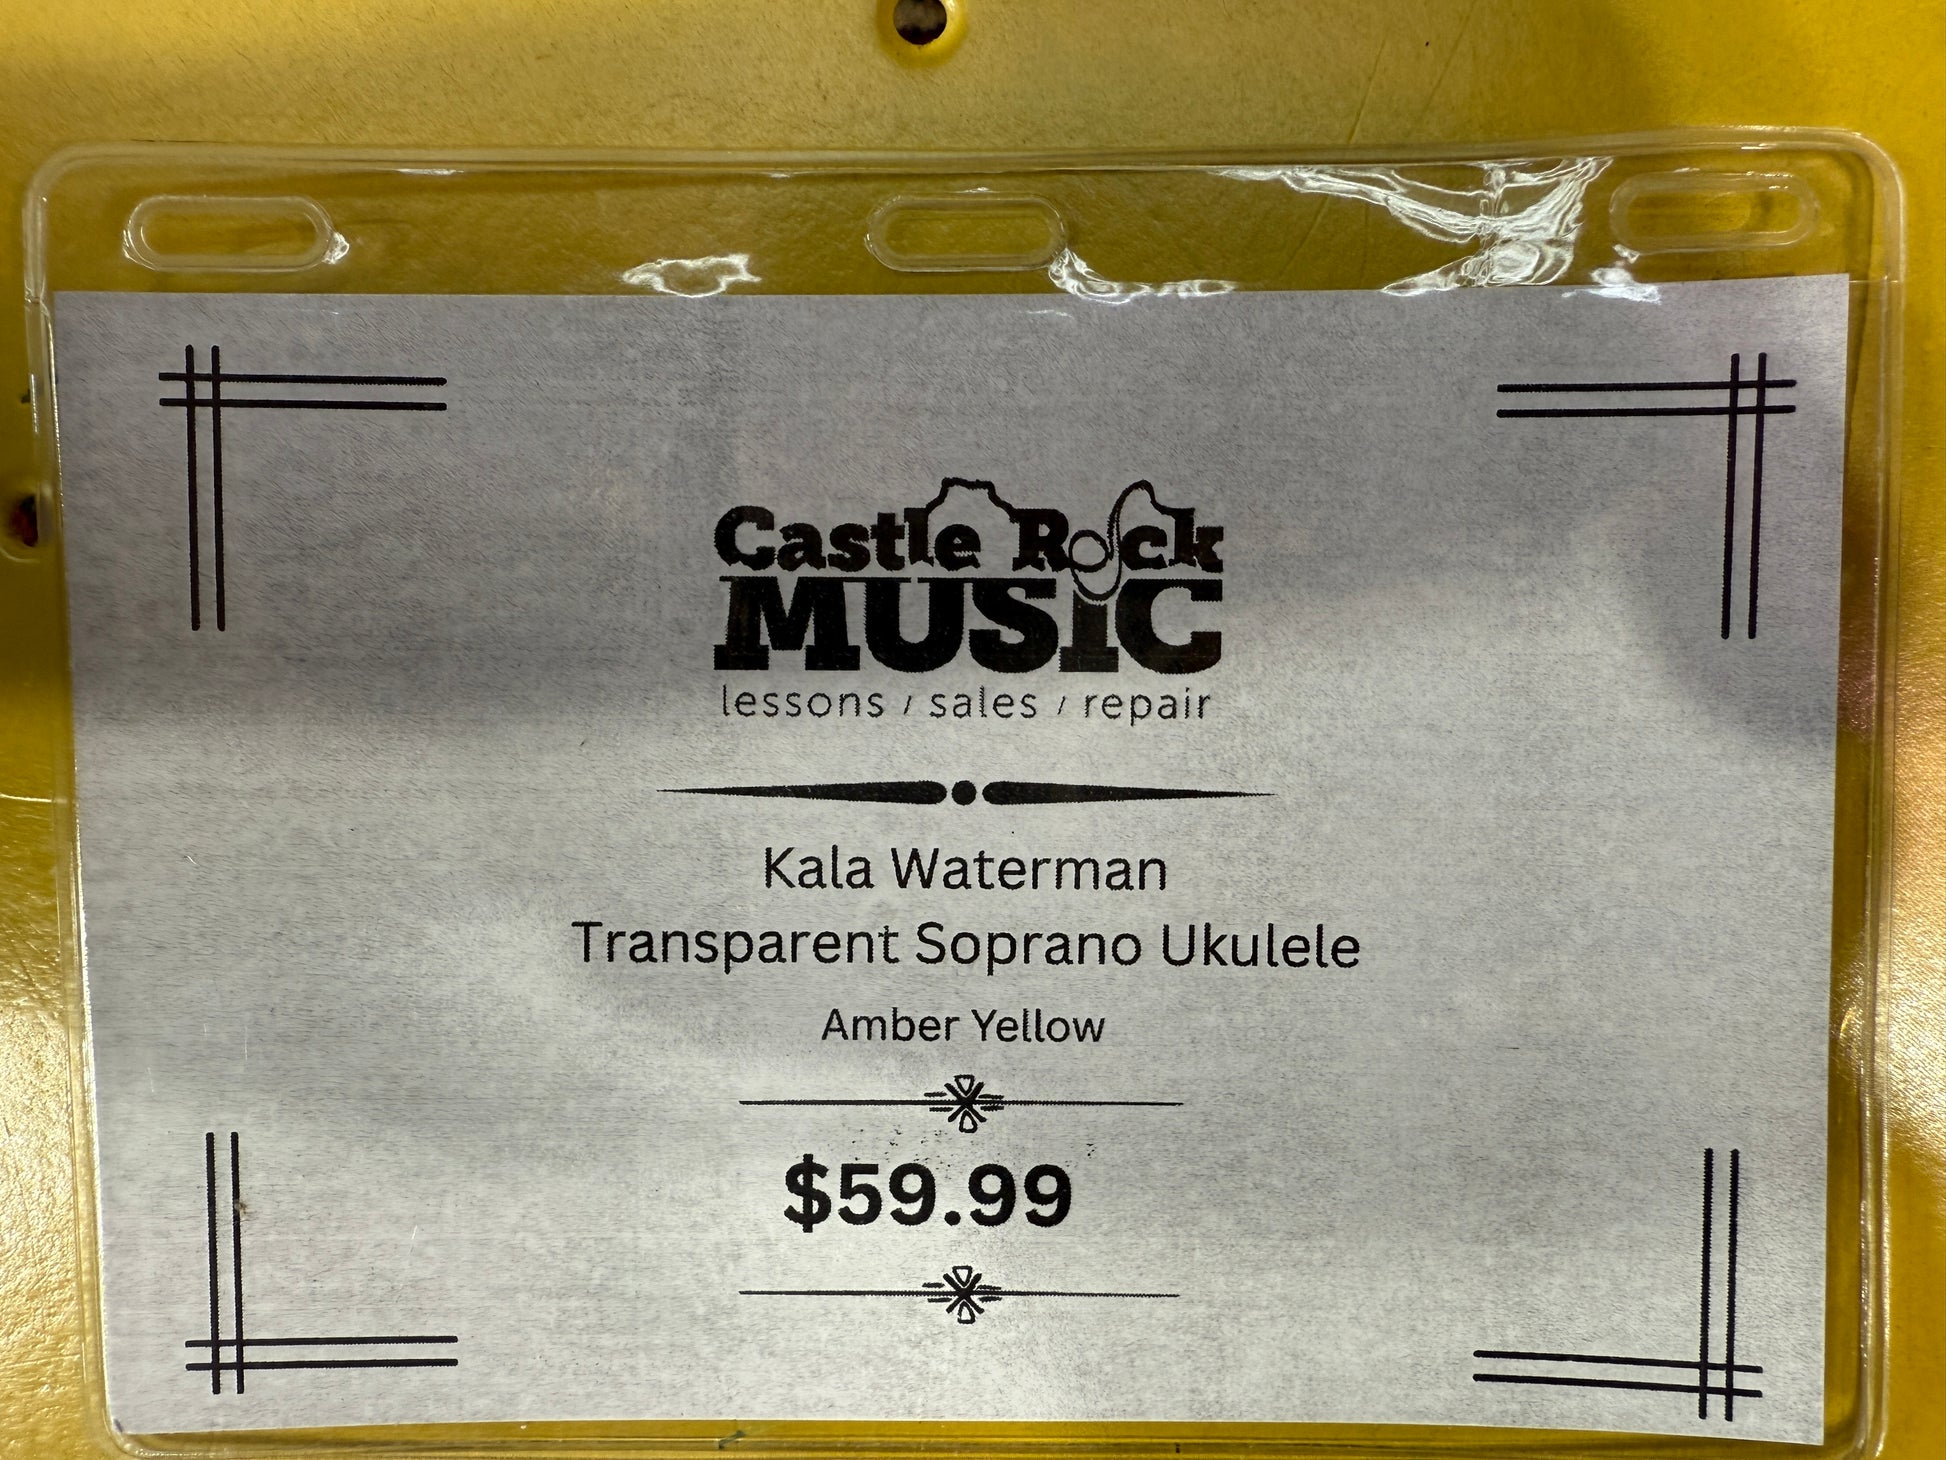 Castle Rock
MUSiC
lessons / sales / repair
Kala Waterman
Transparent Soprano Ukulele
Amber Yellow
$59.99